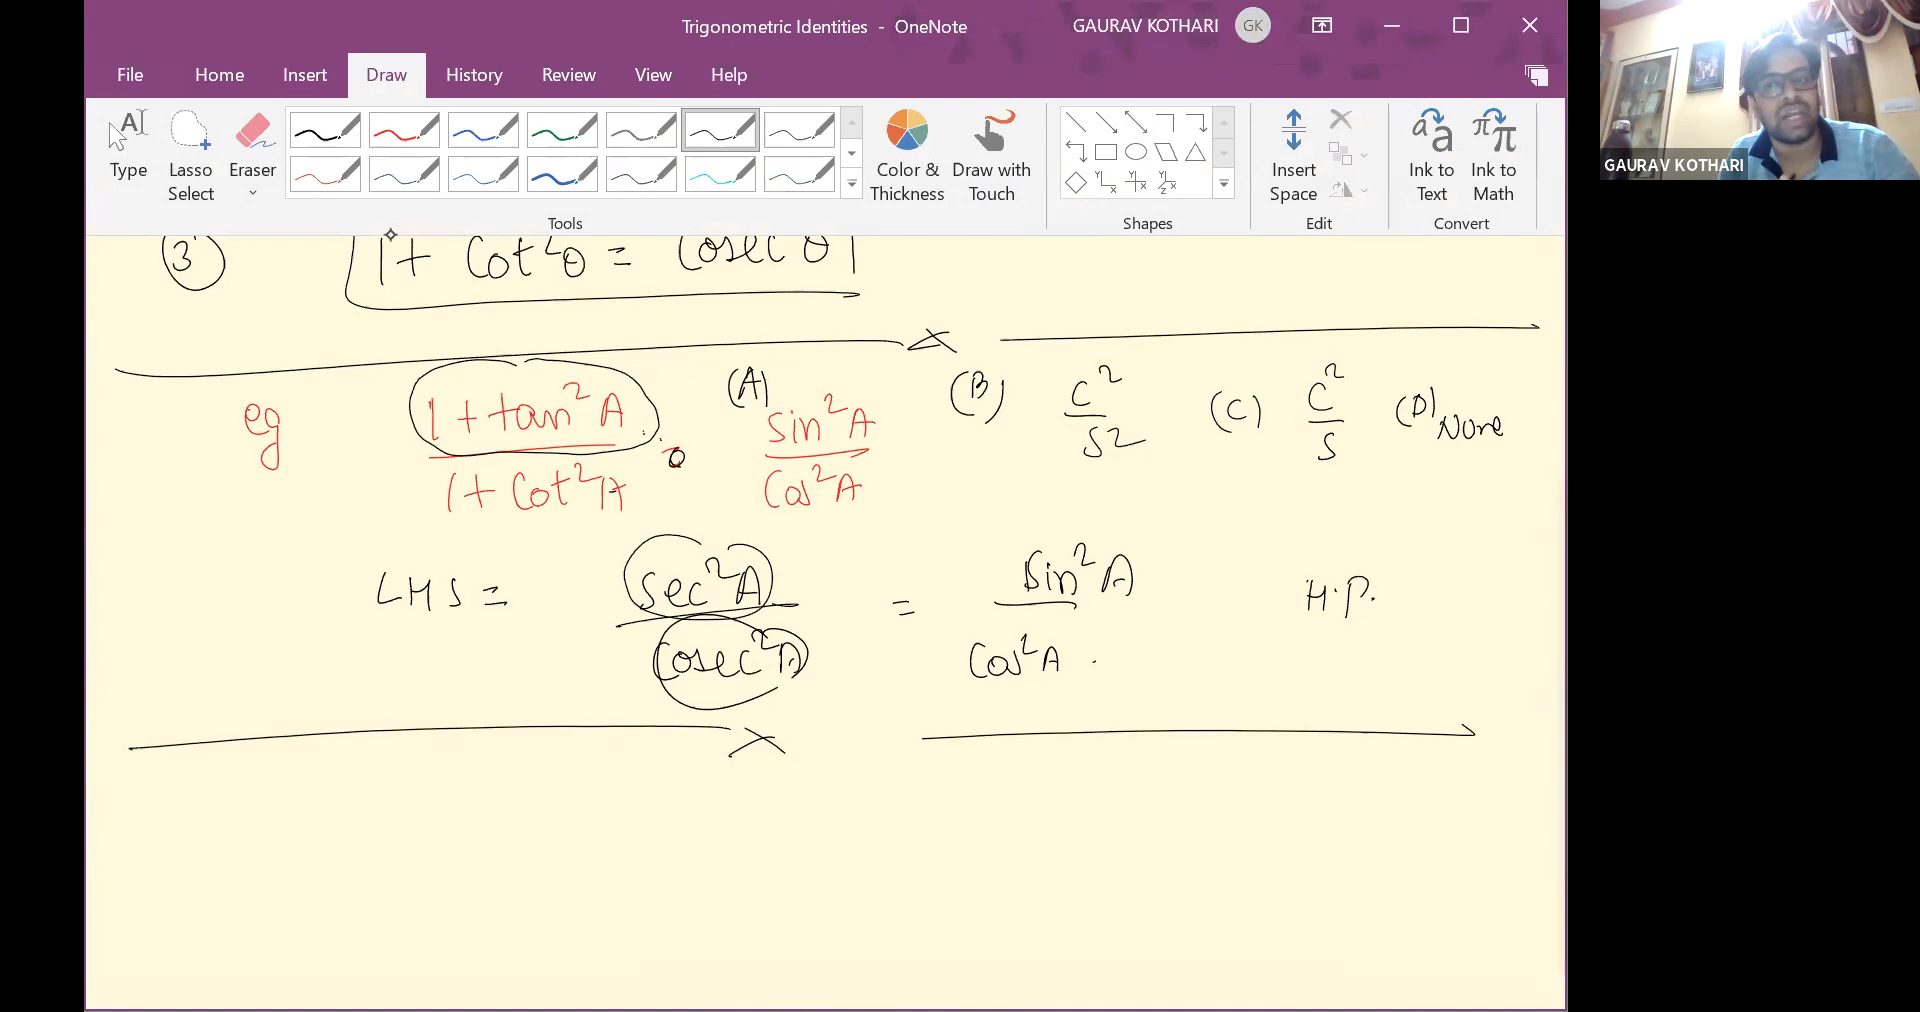 Trigonometric Identities - OneNote
GAURAV KOTHARI
GK
File Home Insert Draw History Review View Help
Type
Lasso Select
Eraser
Color & Thickness
Draw with Touch
Insert Space
Ink to Text
Ink to Math
Tools
Shapes
Edit
Convert
GAURAV KOTHARI
(3) 1 + Cot²θ = Cosec θ
eg (1 + tan²A)/(1 + Cot²A) (A) Sin²A/Cos²A (B) C²/S2 (C) C²/S (D) None
LHS = Sec²A/Cosec²A = Sin²A/Cos²A . H.P.